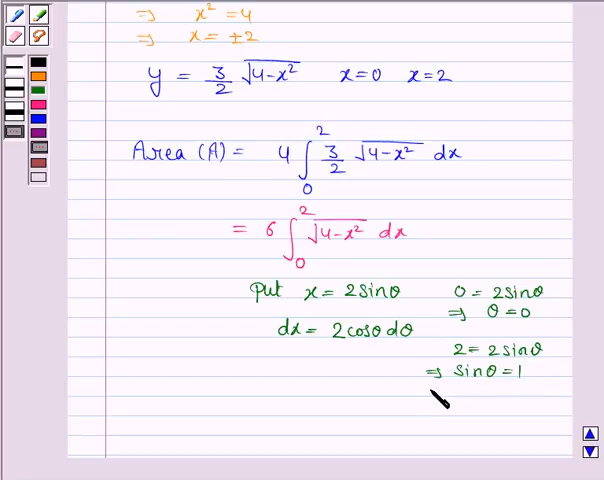 ⇒ x² = 4
⇒ x = ±2
y = 3/2 √(4-x²) x=0 x=2
Area (A) = 4 ∫₀² 3/2 √(4-x²) dx
= 6 ∫₀² √(4-x²) dx
Put x = 2sinθ
dx = 2cosθ dθ
0 = 2sinθ
⇒ θ = 0
2 = 2sinθ
⇒ sinθ = 1